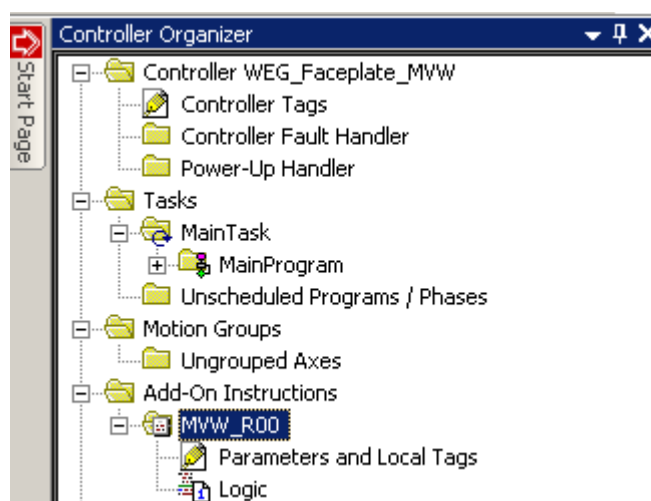 Controller Organizer
Start Page
Controller WEG_Faceplate_MVW
Controller Tags
Controller Fault Handler
Power-Up Handler
Tasks
MainTask
MainProgram
Unscheduled Programs / Phases
Motion Groups
Ungrouped Axes
Add-On Instructions
MVW_R00
Parameters and Local Tags
Logic